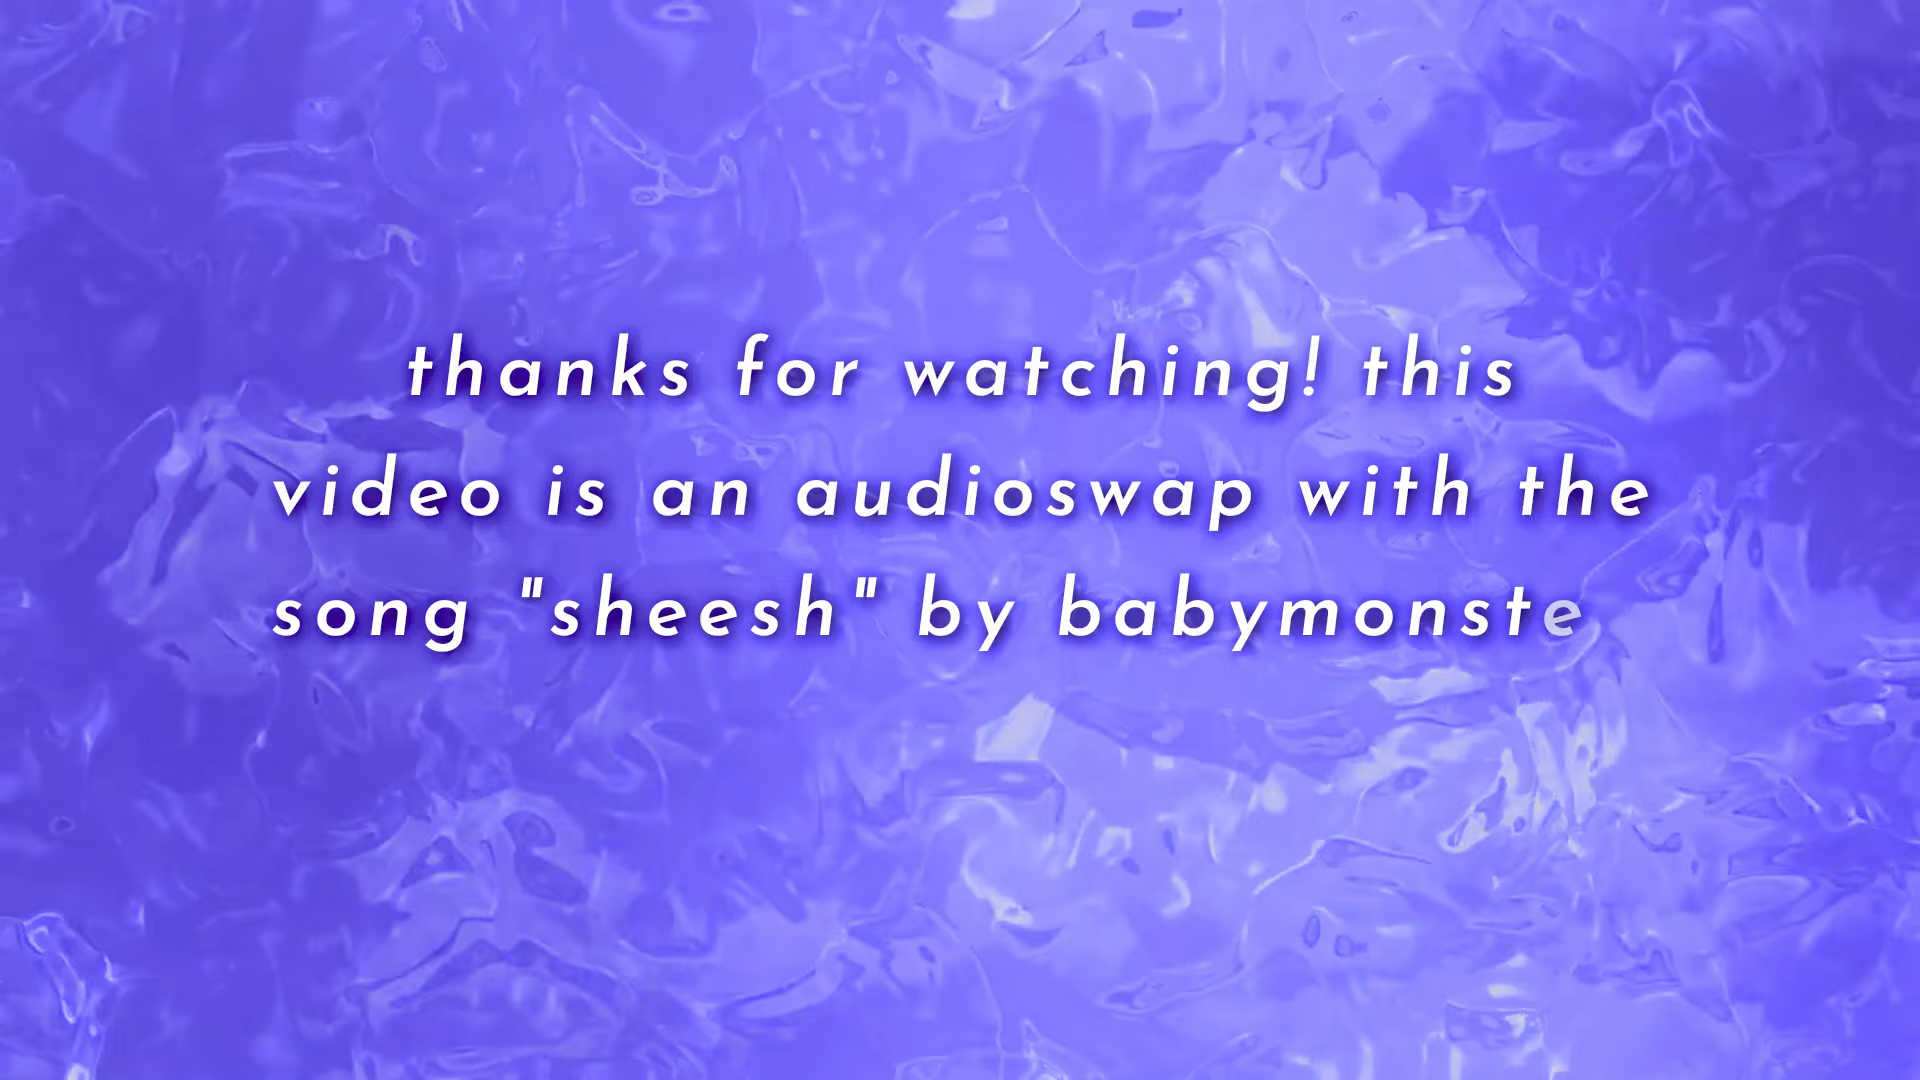 thanks for watching! this
video is an audioswap with the
song "sheesh" by babymonste